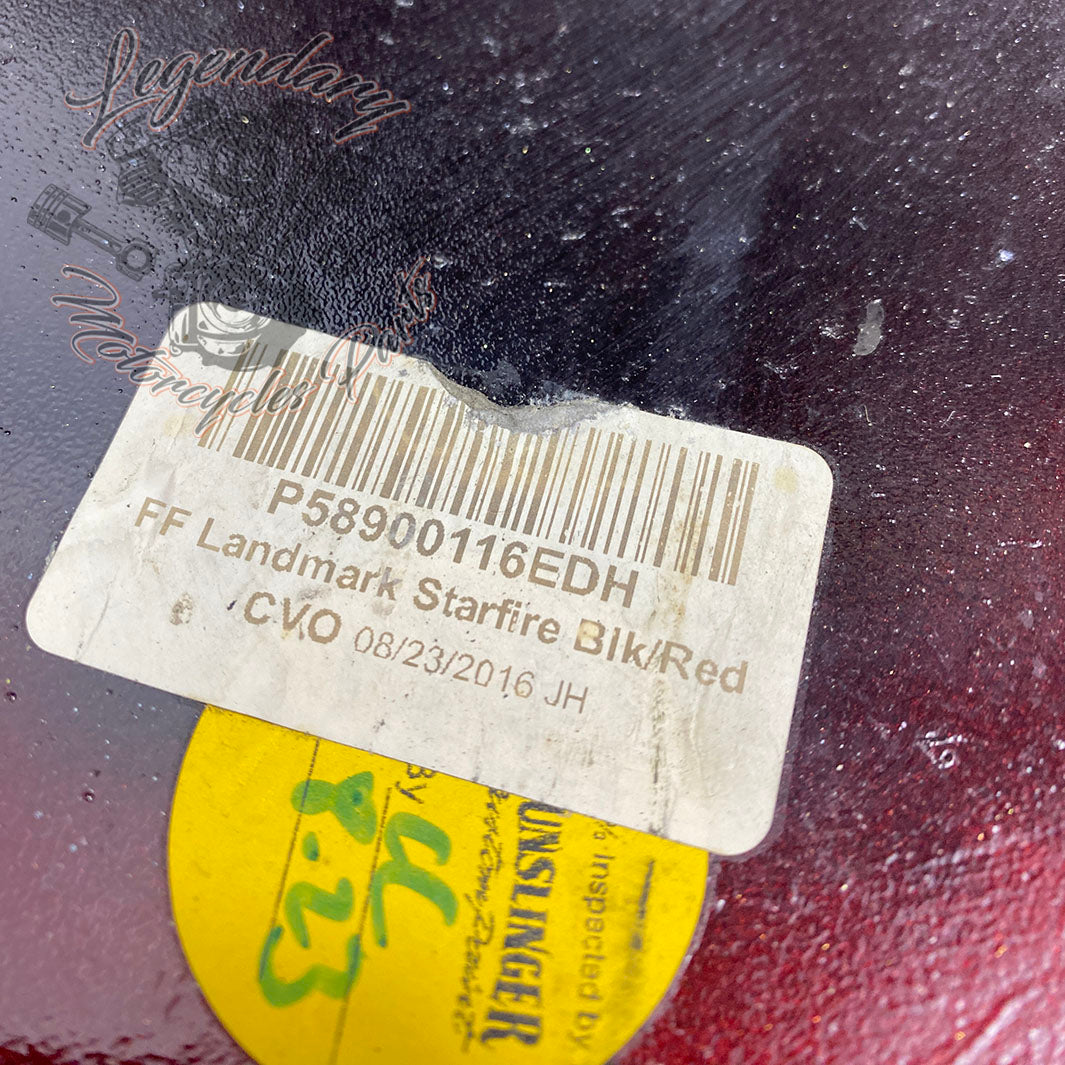 Legendary
Motorcycles Parts
P58900116EDH
FF Landmark Starfire Blk/Red
CVO 08/23/2016 JH
By
8.23
UNSLINGER
% Inspected by